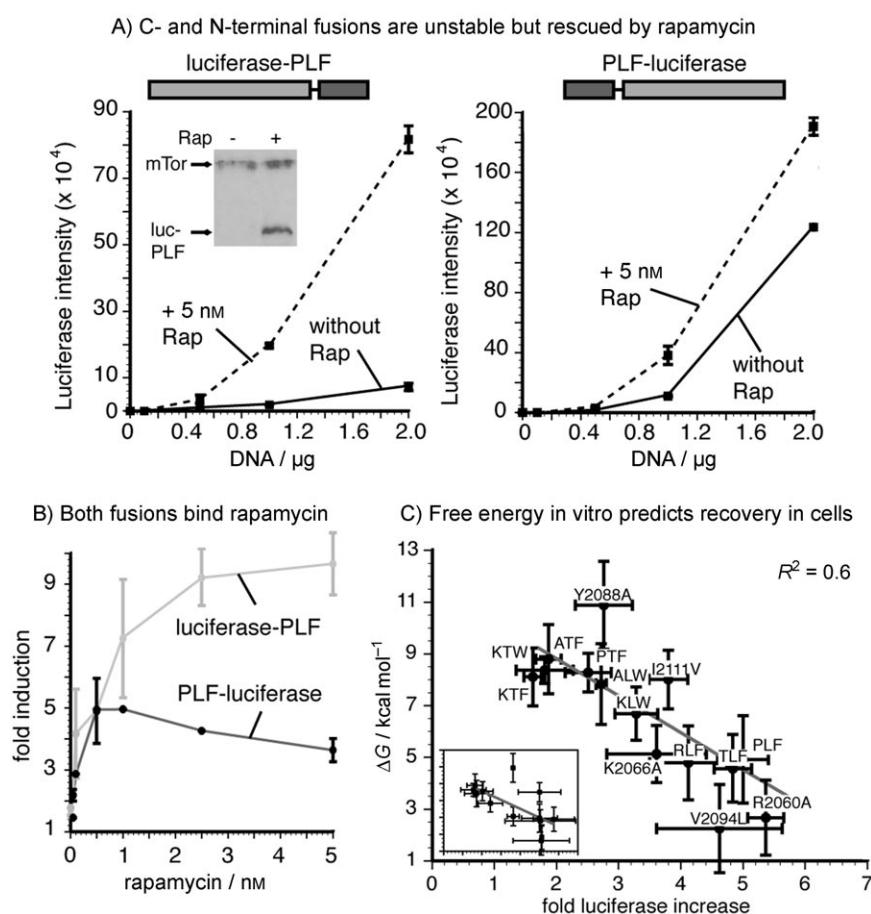 A) C- and N-terminal fusions are unstable but rescued by rapamycin
luciferase-PLF
90
70
50
30
10
0
Luciferase intensity (x 10⁴)
Rap - +
mTor
luc-
PLF
+ 5 nM
Rap
without
Rap
0 0.4 0.8 1.2 1.6 2.0
DNA / µg
PLF-luciferase
200
160
120
80
40
0
Luciferase intensity (x 10⁴)
+ 5 nM
Rap
without
Rap
0 0.4 0.8 1.2 1.6 2.0
DNA / µg
B) Both fusions bind rapamycin
9
7
5
3
1
fold induction
luciferase-PLF
PLF-luciferase
0 1 2 3 4 5
rapamycin / nM
C) Free energy in vitro predicts recovery in cells
13
11
9
7
5
3
1
ΔG / kcal mol⁻¹
R² = 0.6
Y2088A
KTW
ATF
PTF
KTF
ALW
I2111V
KLW
K2066A
RLF
TLF
PLF
R2060A
V2094L
0 1 2 3 4 5 6 7
fold luciferase increase